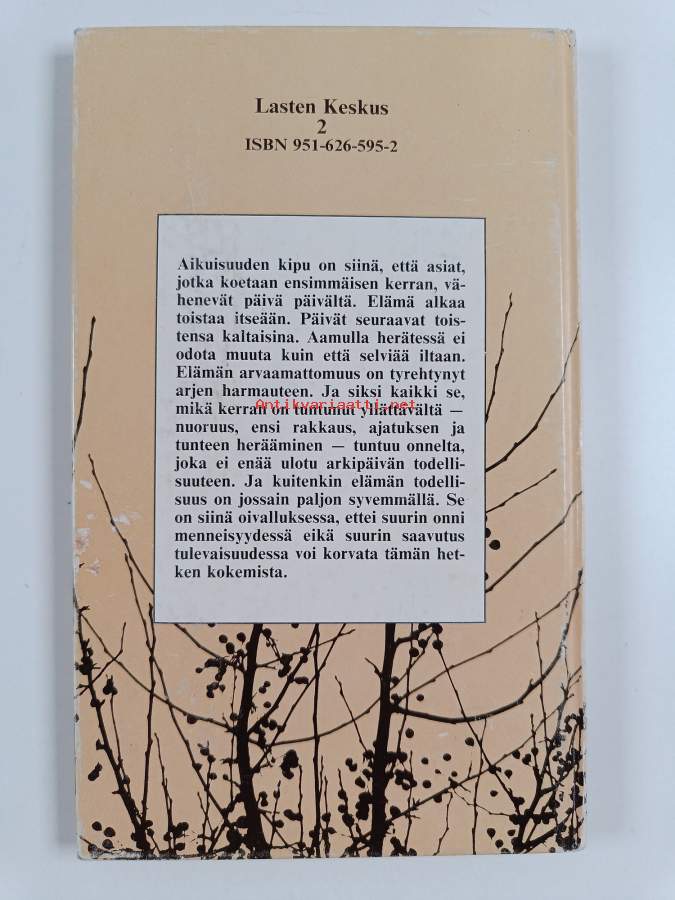 Lasten Keskus
2
ISBN 951-626-595-2
Aikuisuuden kipu on siinä, että asiat,
jotka koetaan ensimmäisen kerran, vä-
henevät päivä päivältä. Elämä alkaa
toistaa itseään. Päivät seuraavat tois-
tensa kaltaisina. Aamulla herätessä ei
odota muuta kuin että selviää iltaan.
Elämän arvaamattomuus on tyrehtynyt
arjen harmauteen. Ja siksi kaikki se,
Antikvariaatti.net
mikä kerran on tuntunut yllättävältä —
nuoruus, ensi rakkaus, ajatuksen ja
tunteen herääminen — tuntuu onnelta,
joka ei enää ulotu arkipäivän todelli-
suuteen. Ja kuitenkin elämän todelli-
suus on jossain paljon syvemmällä. Se
on siinä oivalluksessa, ettei suurin onni
menneisyydessä eikä suurin saavutus
tulevaisuudessa voi korvata tämän het-
ken kokemista.